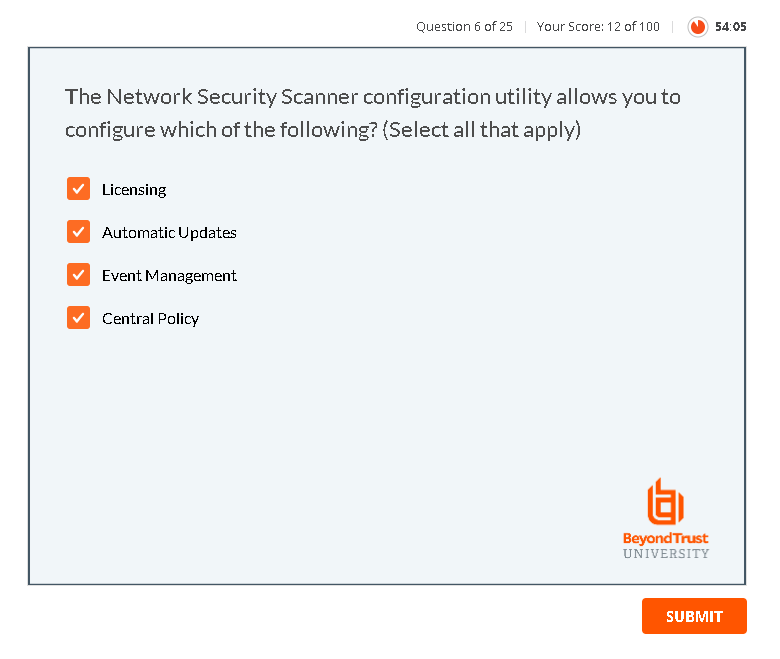 Question 6 of 25 | Your Score: 12 of 100 | 54:05
The Network Security Scanner configuration utility allows you to
configure which of the following? (Select all that apply)
Licensing
Automatic Updates
Event Management
Central Policy
BeyondTrust
UNIVERSITY
SUBMIT